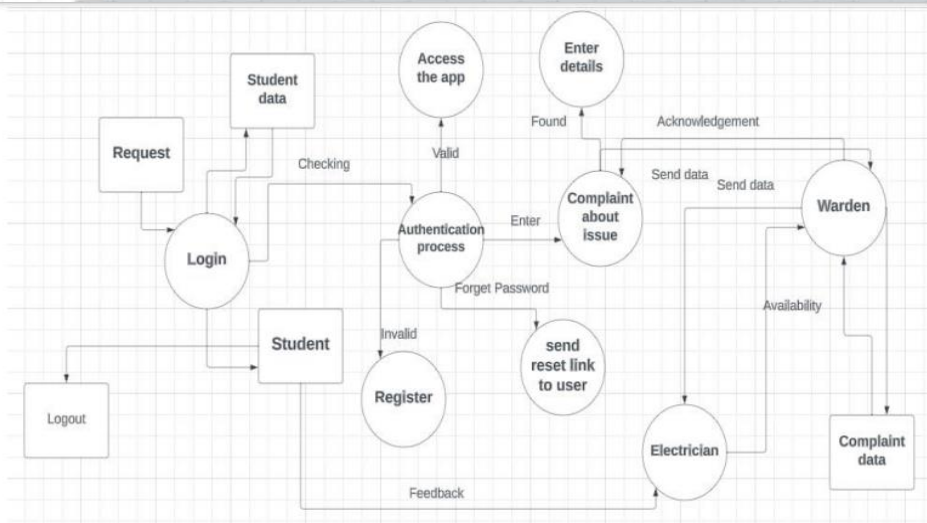 Access
the app
Enter
details
Student
data
Request
Found
Acknowledgement
Valid
Checking
Send data
Send data
Complaint
about
issue
Warden
Authentication
process
Enter
Login
Forget Password
Availability
Invalid
Student
send
reset link
to user
Register
Logout
Electrician
Complaint
data
Feedback